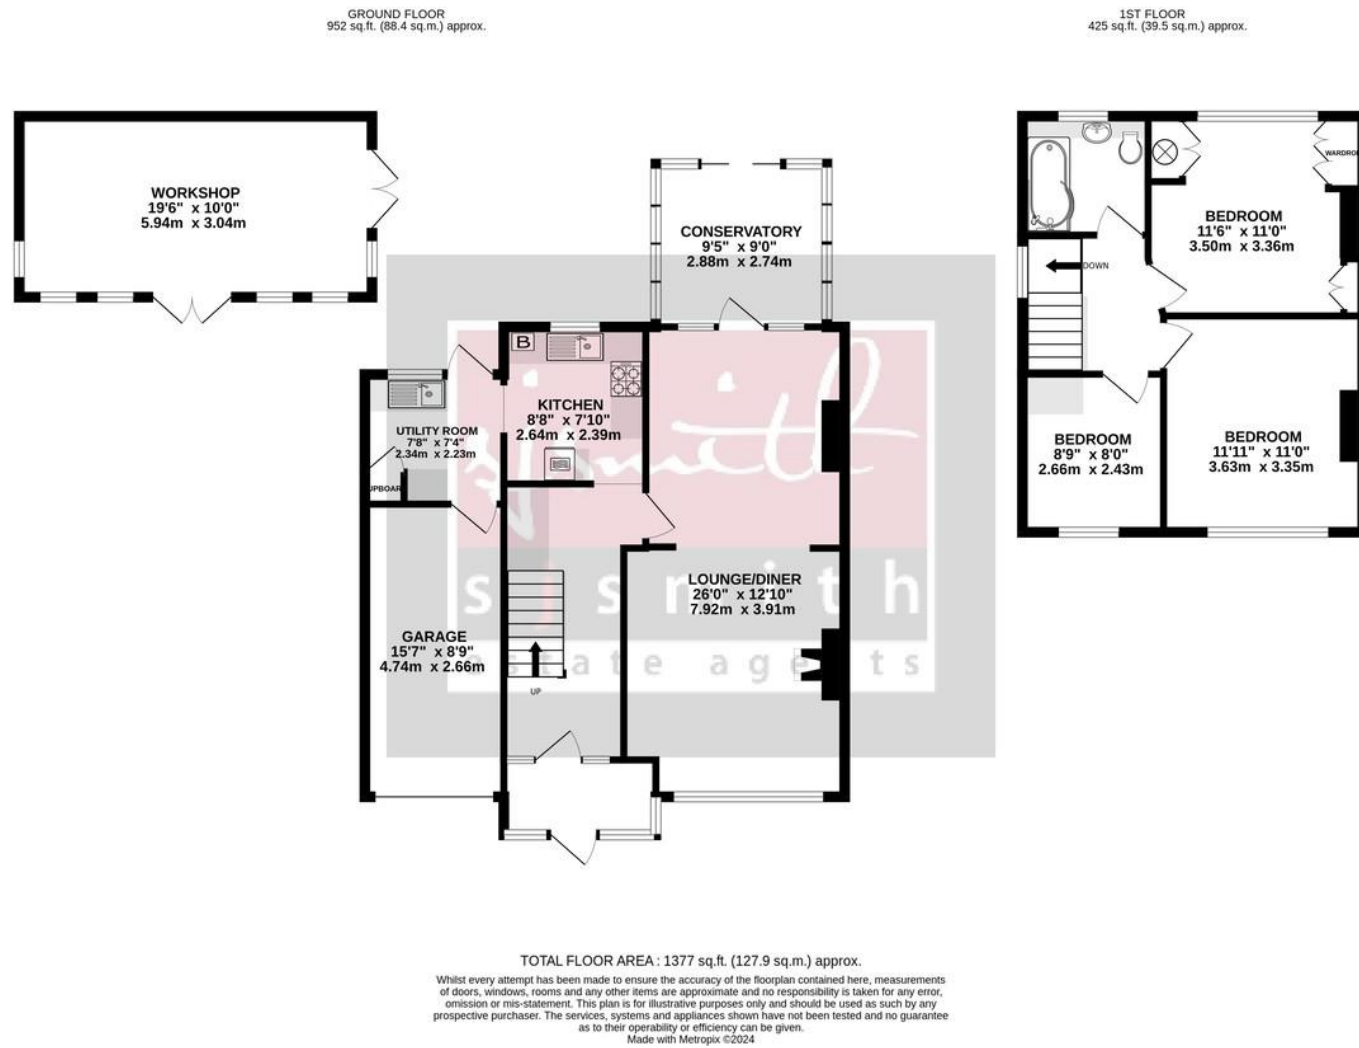 GROUND FLOOR
952 sq.ft. (88.4 sq.m.) approx.
1ST FLOOR
425 sq.ft. (39.5 sq.m.) approx.
WORKSHOP
19'6" x 10'0"
5.94m x 3.04m
CONSERVATORY
9'5" x 9'0"
2.88m x 2.74m
B
KITCHEN
8'8" x 7'10"
2.64m x 2.39m
UTILITY ROOM
7'8" x 7'4"
2.34m x 2.23m
UPBOAR
LOUNGE/DINER
26'0" x 12'10"
7.92m x 3.91m
GARAGE
15'7" x 8'9"
4.74m x 2.66m
UP
WARDRO
BEDROOM
11'6" x 11'0"
3.50m x 3.36m
DOWN
BEDROOM
8'9" x 8'0"
2.66m x 2.43m
BEDROOM
11'11" x 11'0"
3.63m x 3.35m
sjsmith
sjsmith
estate agents
TOTAL FLOOR AREA : 1377 sq.ft. (127.9 sq.m.) approx.
Whilst every attempt has been made to ensure the accuracy of the floorplan contained here, measurements
of doors, windows, rooms and any other items are approximate and no responsibility is taken for any error,
omission or mis-statement. This plan is for illustrative purposes only and should be used as such by any
prospective purchaser. The services, systems and appliances shown have not been tested and no guarantee
as to their operability or efficiency can be given.
Made with Metropix ©2024